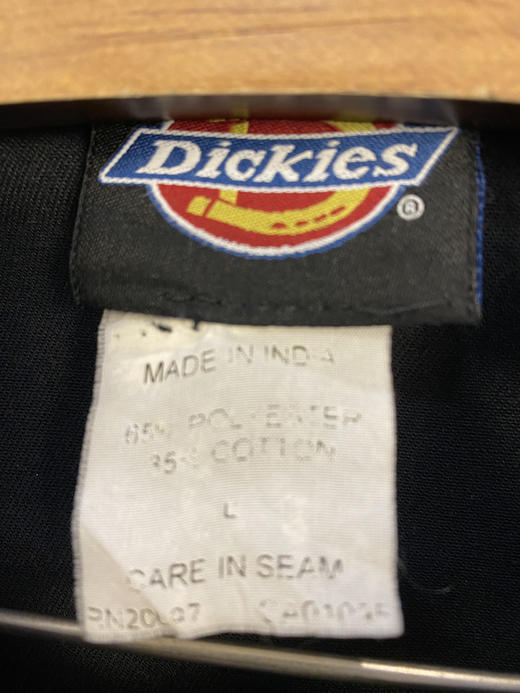 Dickies
®
MADE IN INDIA
65% POLYESTER
35% COTTON
L
CARE IN SEAM